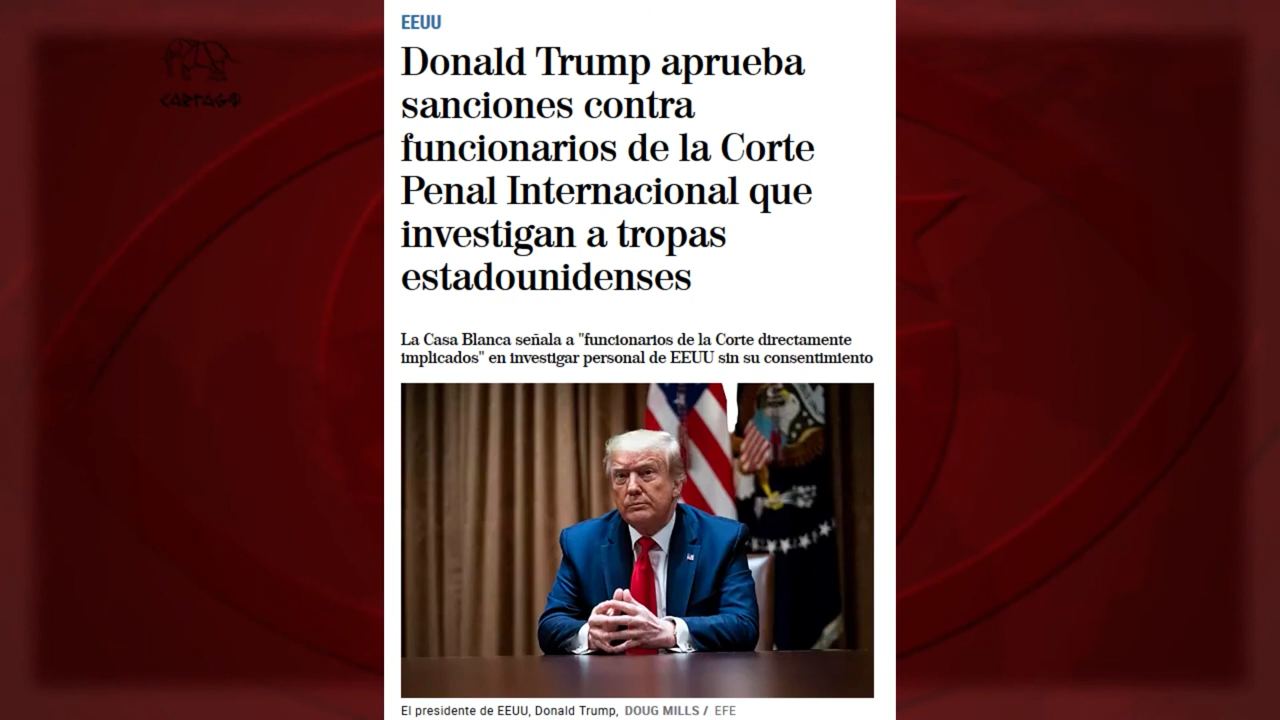 CARTAGO
EEUU
Donald Trump aprueba
sanciones contra
funcionarios de la Corte
Penal Internacional que
investigan a tropas
estadounidenses
La Casa Blanca señala a "funcionarios de la Corte directamente
implicados" en investigar personal de EEUU sin su consentimiento
El presidente de EEUU, Donald Trump, DOUG MILLS / EFE